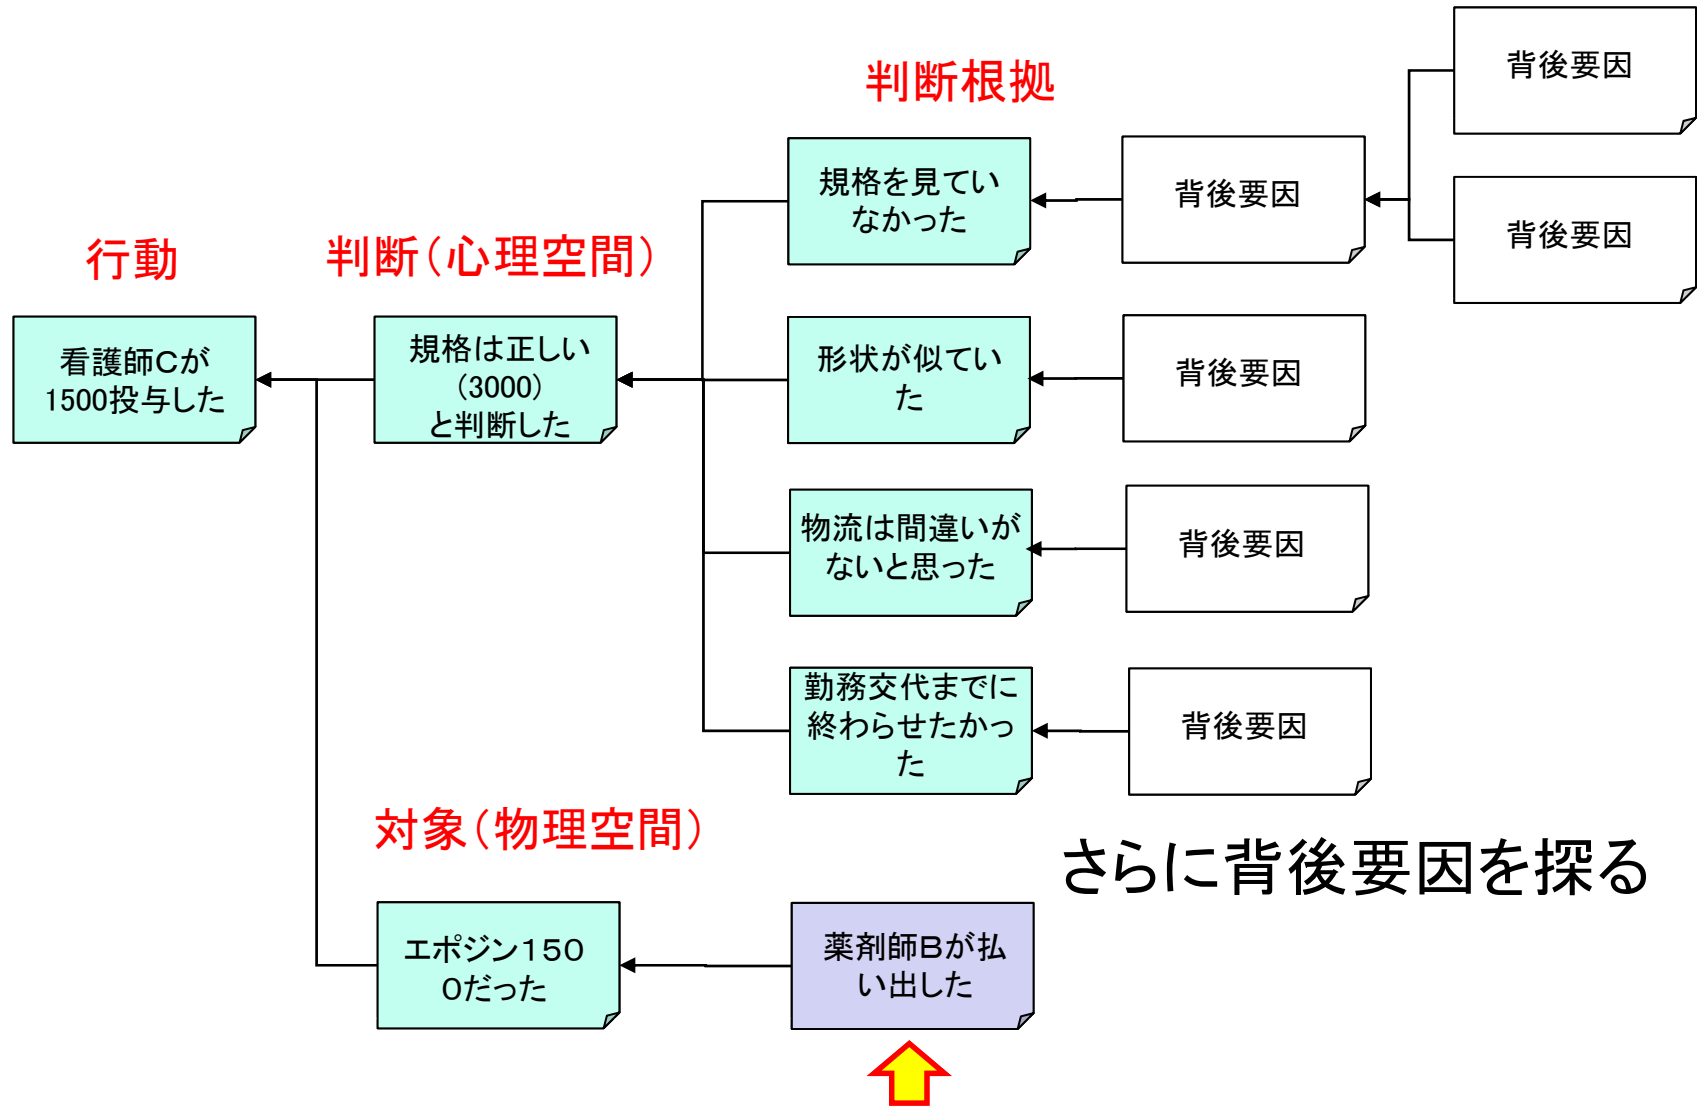 判断根拠
背後要因
規格を見てい
なかった
背後要因
背後要因
行動
判断(心理空間)
看護師Cが
1500投与した
規格は正しい
(3000)
と判断した
形状が似てい
た
背後要因
物流は間違いが
ないと思った
背後要因
勤務交代までに
終わらせたかっ
た
背後要因
対象(物理空間)
さらに背後要因を探る
エポジン150
0だった
薬剤師Bが払
い出した